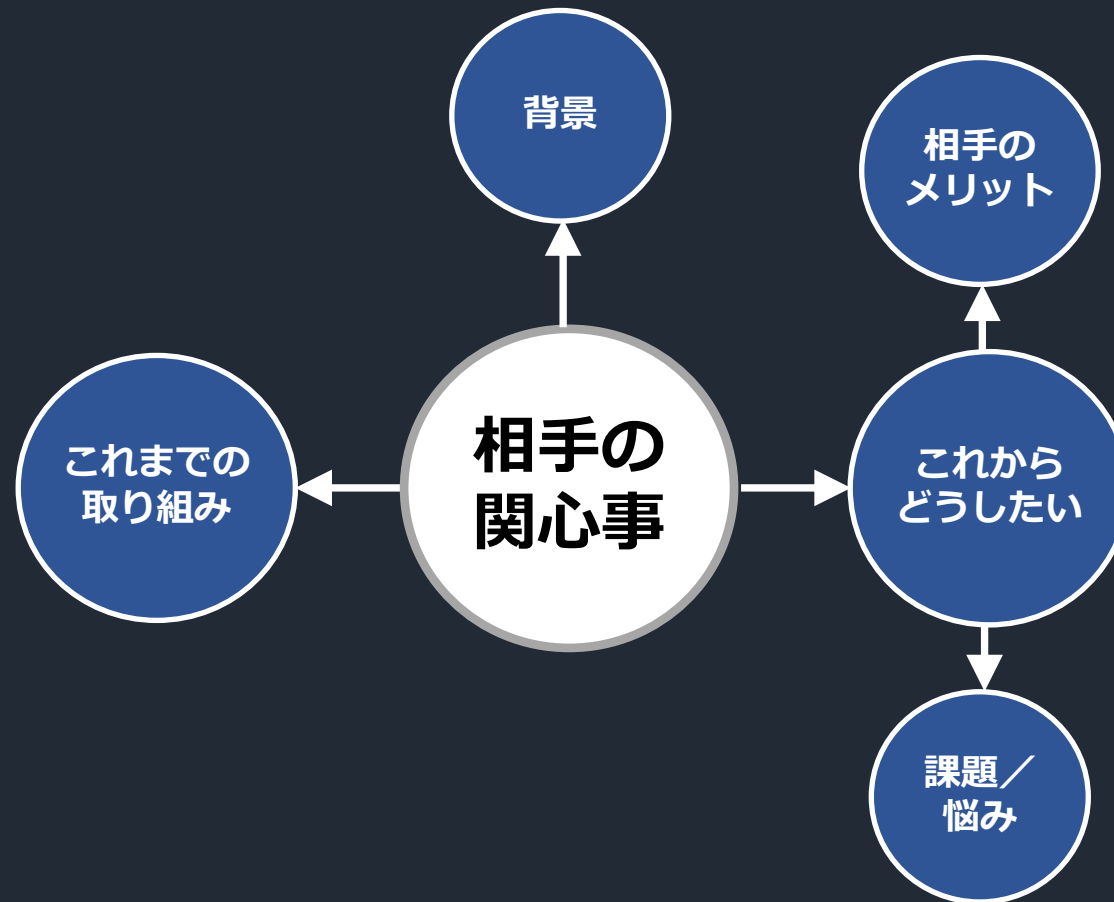 背景
相手の
メリット
これまでの
取り組み
相手の
関心事
これから
どうしたい
課題／
悩み